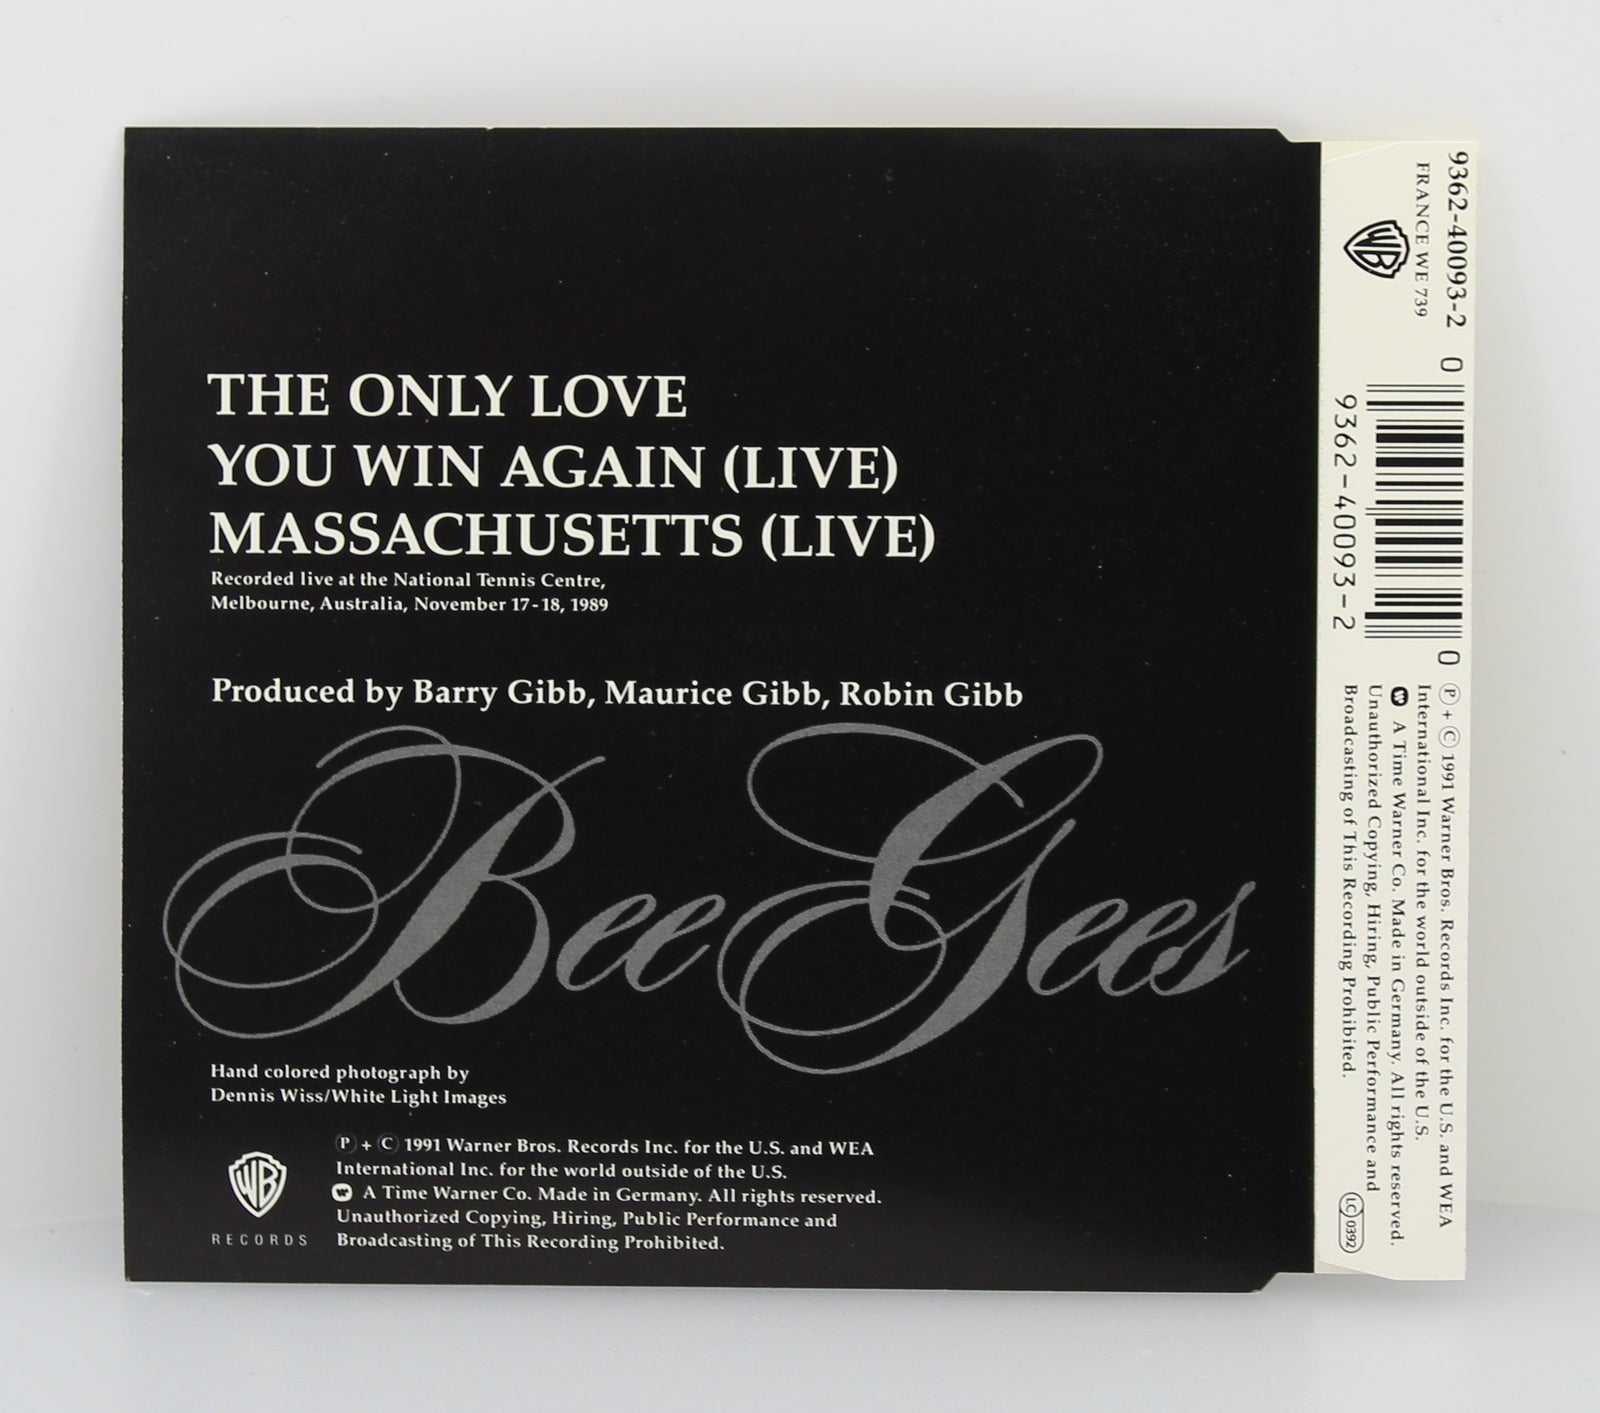 THE ONLY LOVE
YOU WIN AGAIN (LIVE)
MASSACHUSETTS (LIVE)
Recorded live at the National Tennis Centre,
Melbourne, Australia, November 17-18, 1989
Produced by Barry Gibb, Maurice Gibb, Robin Gibb
Bee Gees
Hand colored photograph by
Dennis Wiss/White Light Images
WB
RECORDS
Ⓟ + Ⓒ 1991 Warner Bros. Records Inc. for the U.S. and WEA
International Inc. for the world outside of the U.S.
A Time Warner Co. Made in Germany. All rights reserved.
Unauthorized Copying, Hiring, Public Performance and
Broadcasting of This Recording Prohibited.
9362-40093-2
FRANCE WE 739
WB
0
0
9362-40093-2
Ⓟ + Ⓒ 1991 Warner Bros. Records Inc. for the U.S. and WEA
International Inc. for the world outside of the U.S.
A Time Warner Co. Made in Germany. All rights reserved.
Unauthorized Copying, Hiring, Public Performance and
Broadcasting of This Recording Prohibited.
LC 0392